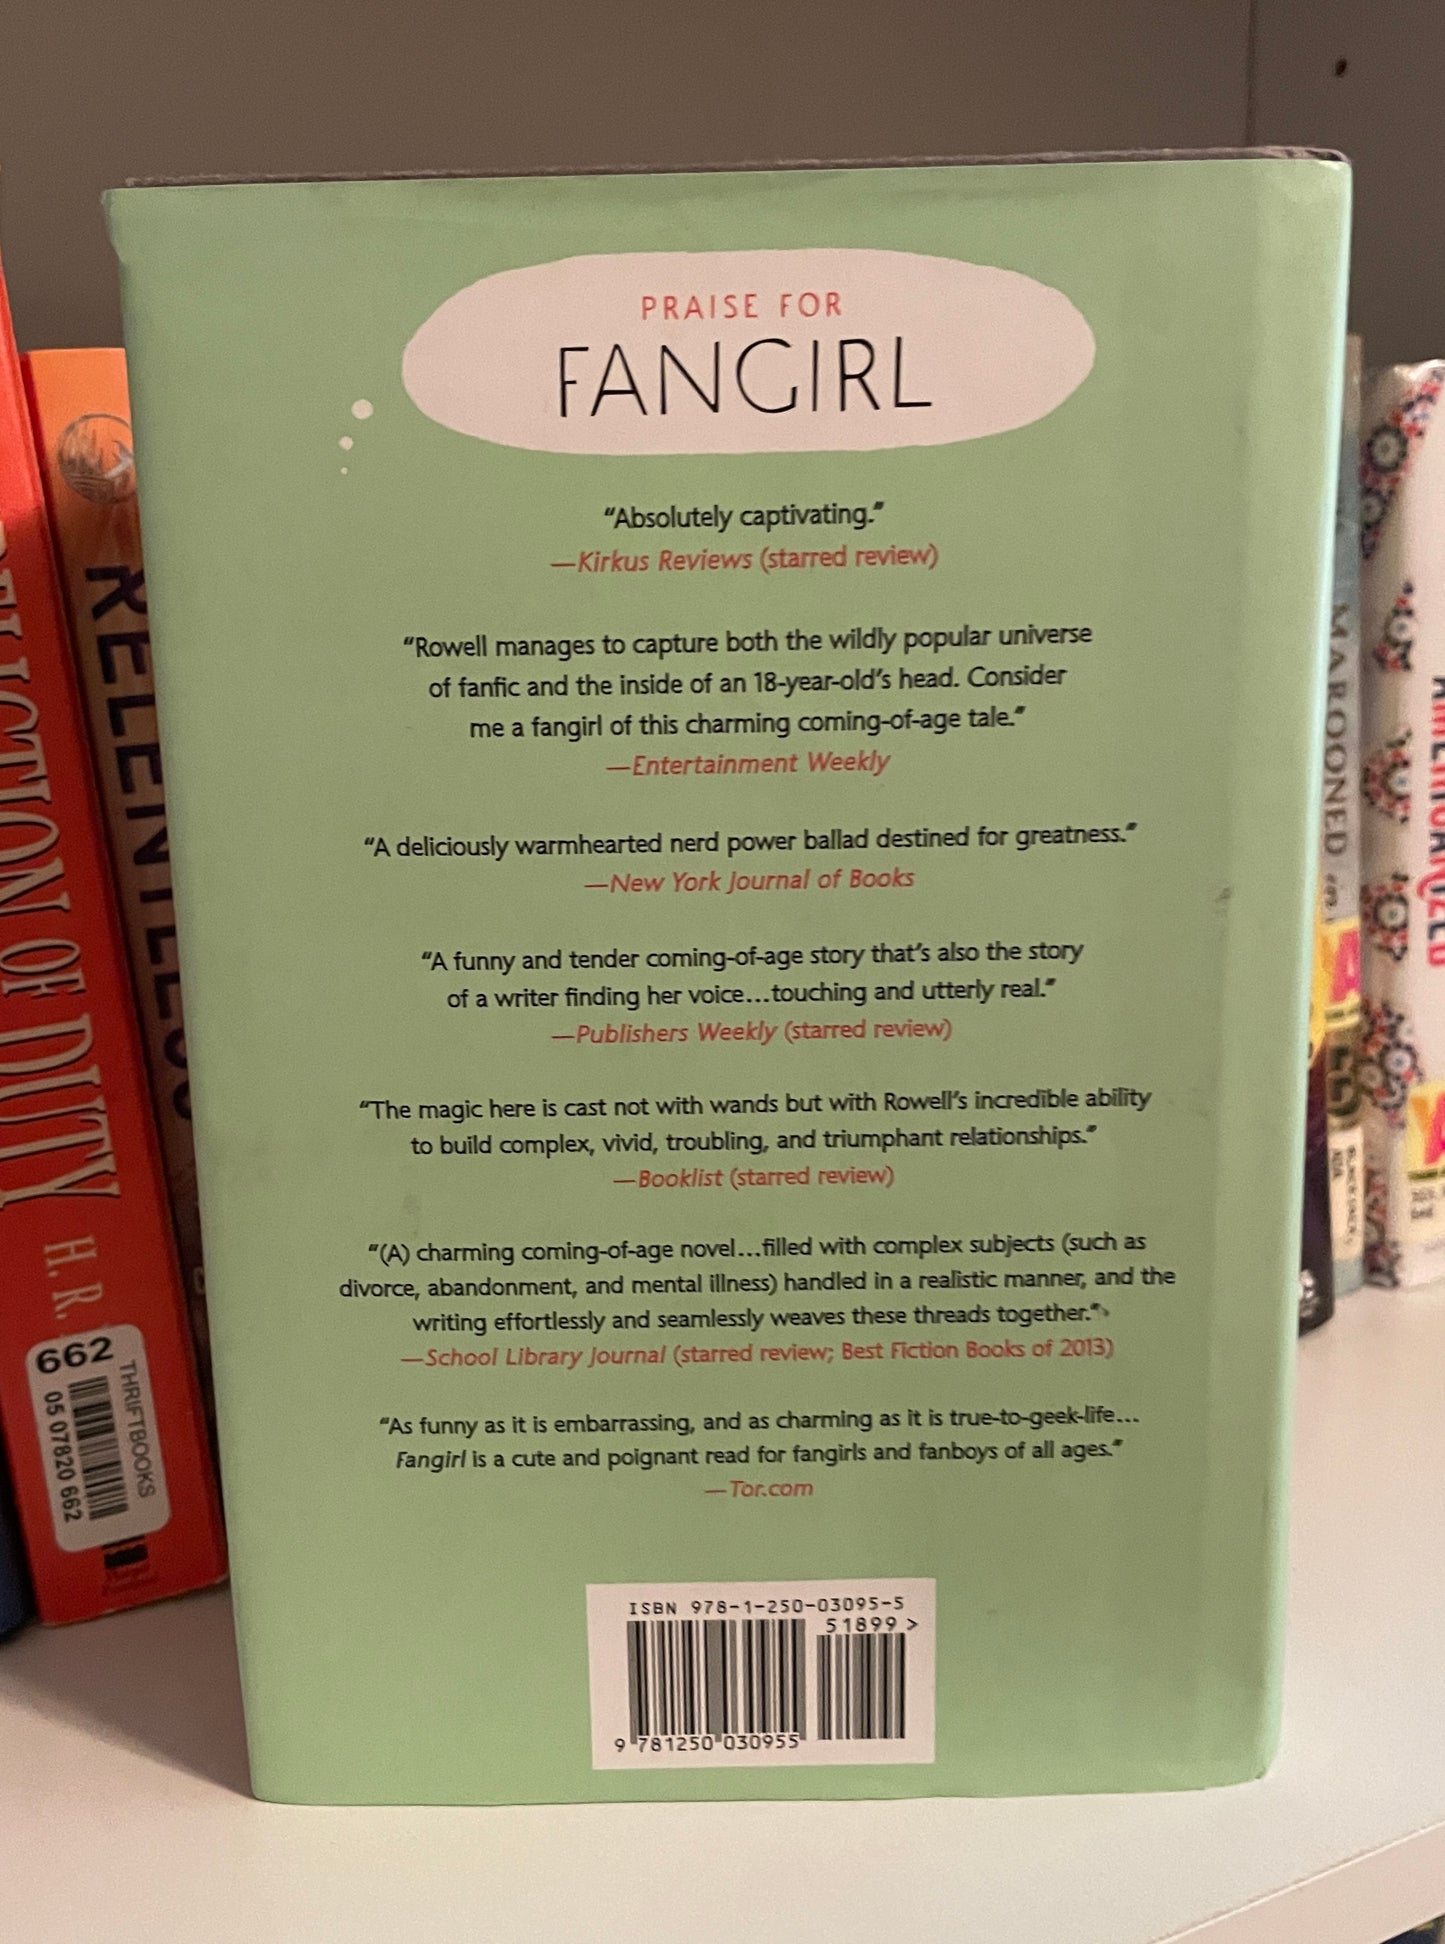 PRAISE FOR
FANGIRL
“Absolutely captivating.”
—Kirkus Reviews (starred review)
“Rowell manages to capture both the wildly popular universe
of fanfic and the inside of an 18-year-old’s head. Consider
me a fangirl of this charming coming-of-age tale.”
—Entertainment Weekly
“A deliciously warmhearted nerd power ballad destined for greatness.”
—New York Journal of Books
“A funny and tender coming-of-age story that’s also the story
of a writer finding her voice…touching and utterly real.”
—Publishers Weekly (starred review)
“The magic here is cast not with wands but with Rowell’s incredible ability
to build complex, vivid, troubling, and triumphant relationships.”
—Booklist (starred review)
“(A) charming coming-of-age novel…filled with complex subjects (such as
divorce, abandonment, and mental illness) handled in a realistic manner, and the
writing effortlessly and seamlessly weaves these threads together.”
—School Library Journal (starred review; Best Fiction Books of 2013)
“As funny as it is embarrassing, and as charming as it is true-to-geek-life…
Fangirl is a cute and poignant read for fangirls and fanboys of all ages.”
—Tor.com
ISBN 978-1-250-03095-5
51899>
9 781250 030955
OF DUTY H. R.
662
05 07820 662
THRIFTBOOKS
MAROONED